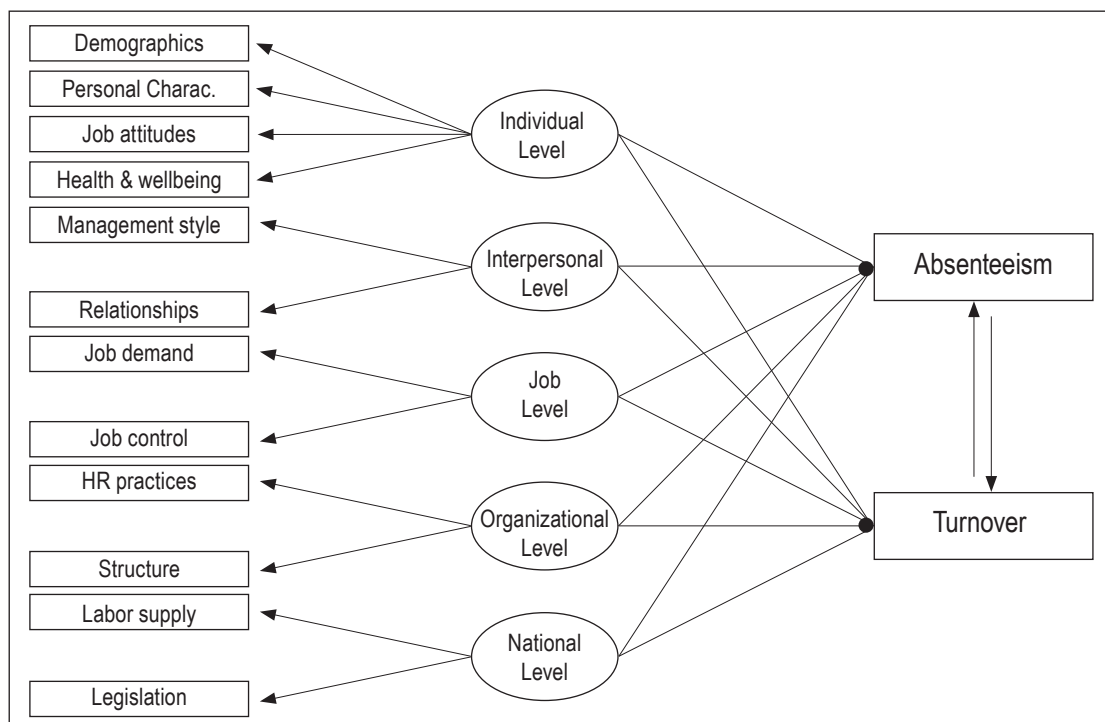 Demographics
Personal Charac.
Job attitudes
Health & wellbeing
Management style
Relationships
Job demand
Job control
HR practices
Structure
Labor supply
Legislation
Individual
Level
Interpersonal
Level
Job
Level
Organizational
Level
National
Level
Absenteeism
Turnover